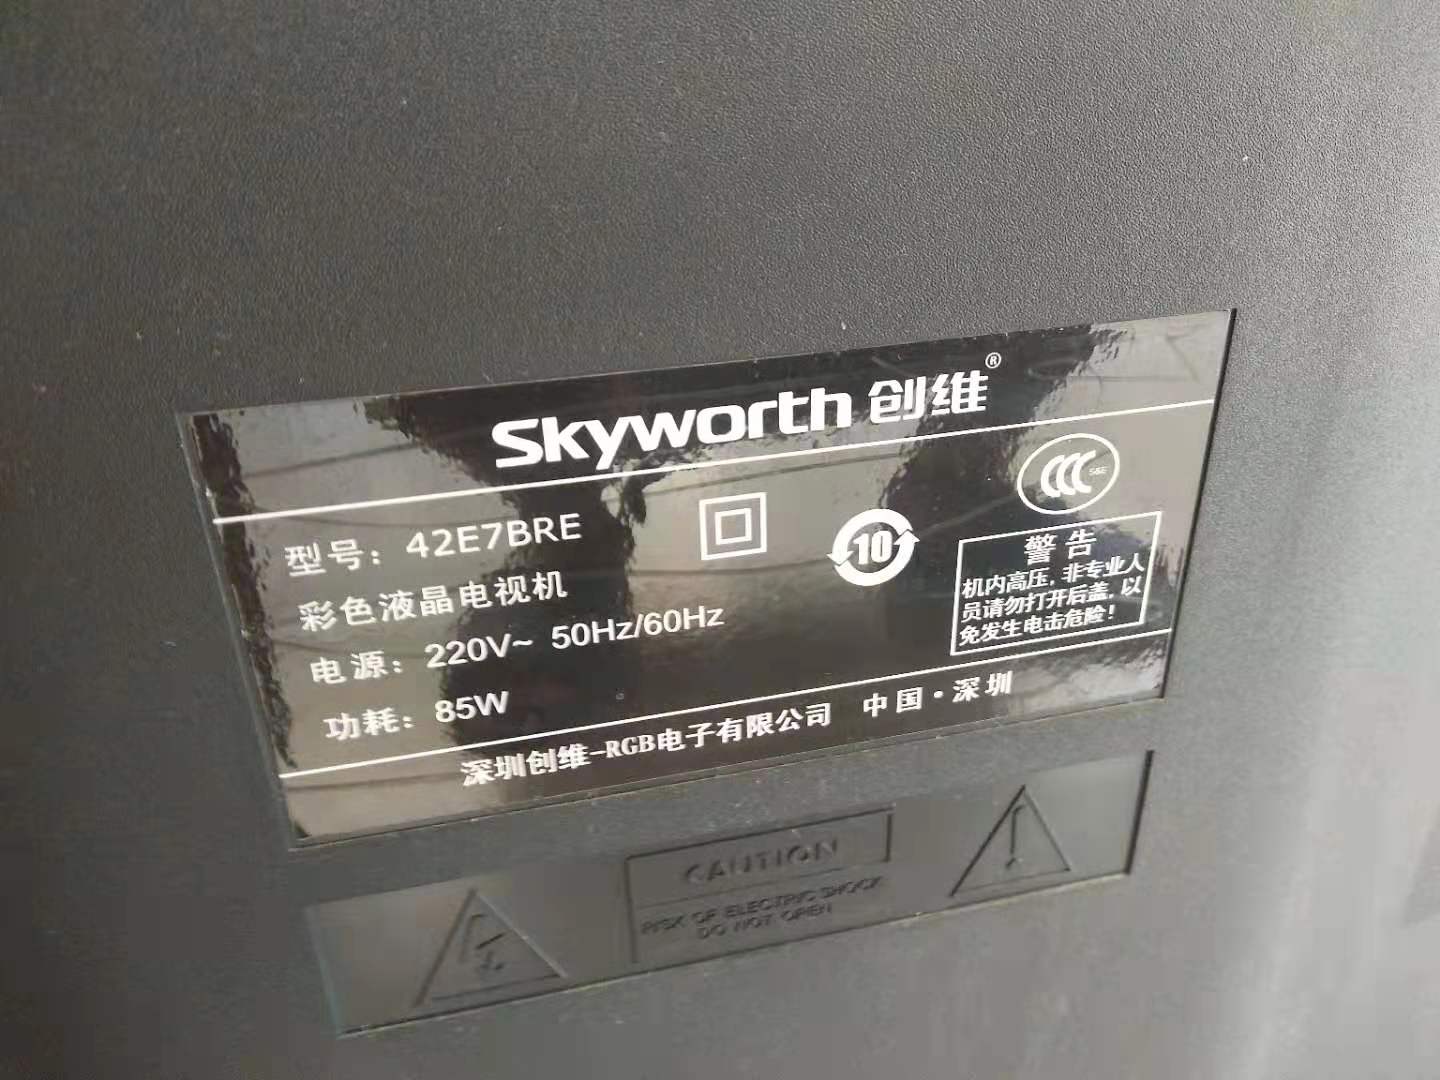 Skyworth 创维®
型号：42E7BRE
彩色液晶电视机
电源：220V~ 50Hz/60Hz
功耗：85W
10
CCC S&E
警告
机内高压，非专业人
员请勿打开后盖，以
免发生电击危险！
深圳创维-RGB电子有限公司 中国·深圳
CAUTION
RISK OF ELECTRIC SHOCK
DO NOT OPEN